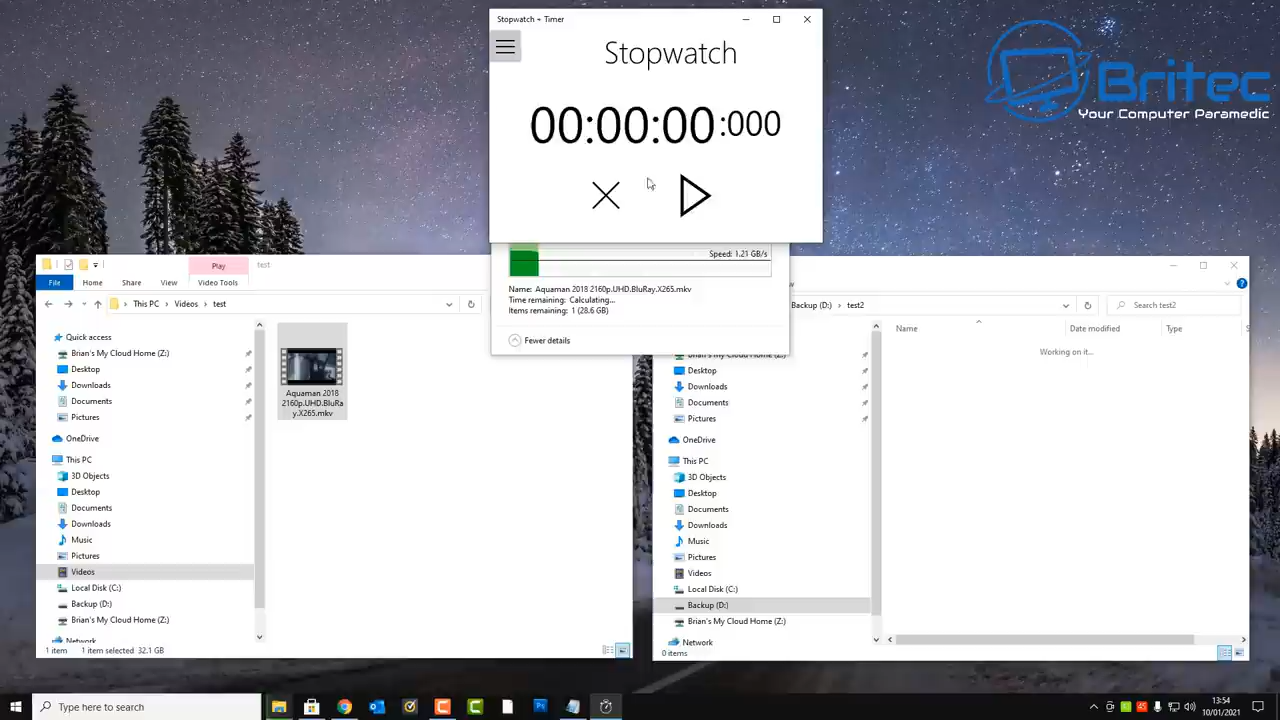 Stopwatch + Timer
Stopwatch
00:00:00:000
Britec
Your Computer Paramedic
Speed: 1.21 GB/s
Name: Aquaman 2018 2160p.UHD.BluRay.X265.mkv
Time remaining: Calculating...
Items remaining: 1 (28.6 GB)
Fewer details
Play
test
File
Home
Share
View
Video Tools
This PC
Videos
test
Quick access
Brian's My Cloud Home (Z:)
Desktop
Downloads
Documents
Pictures
OneDrive
This PC
3D Objects
Desktop
Documents
Downloads
Music
Pictures
Videos
Local Disk (C:)
Backup (D:)
Brian's My Cloud Home (Z:)
Network
Aquaman 2018
2160p.UHD.BluRa
y.X265.mkv
1 item
1 item selected 32.1 GB
Backup (D:)
test2
Search test2
Name
Date modified
Type
S
Working on it...
Brian's My Cloud Home (Z:)
Desktop
Downloads
Documents
Pictures
OneDrive
This PC
3D Objects
Desktop
Documents
Downloads
Music
Pictures
Videos
Local Disk (C:)
Backup (D:)
Brian's My Cloud Home (Z:)
Network
0 items
Type here to search
13:54
10/01/2021